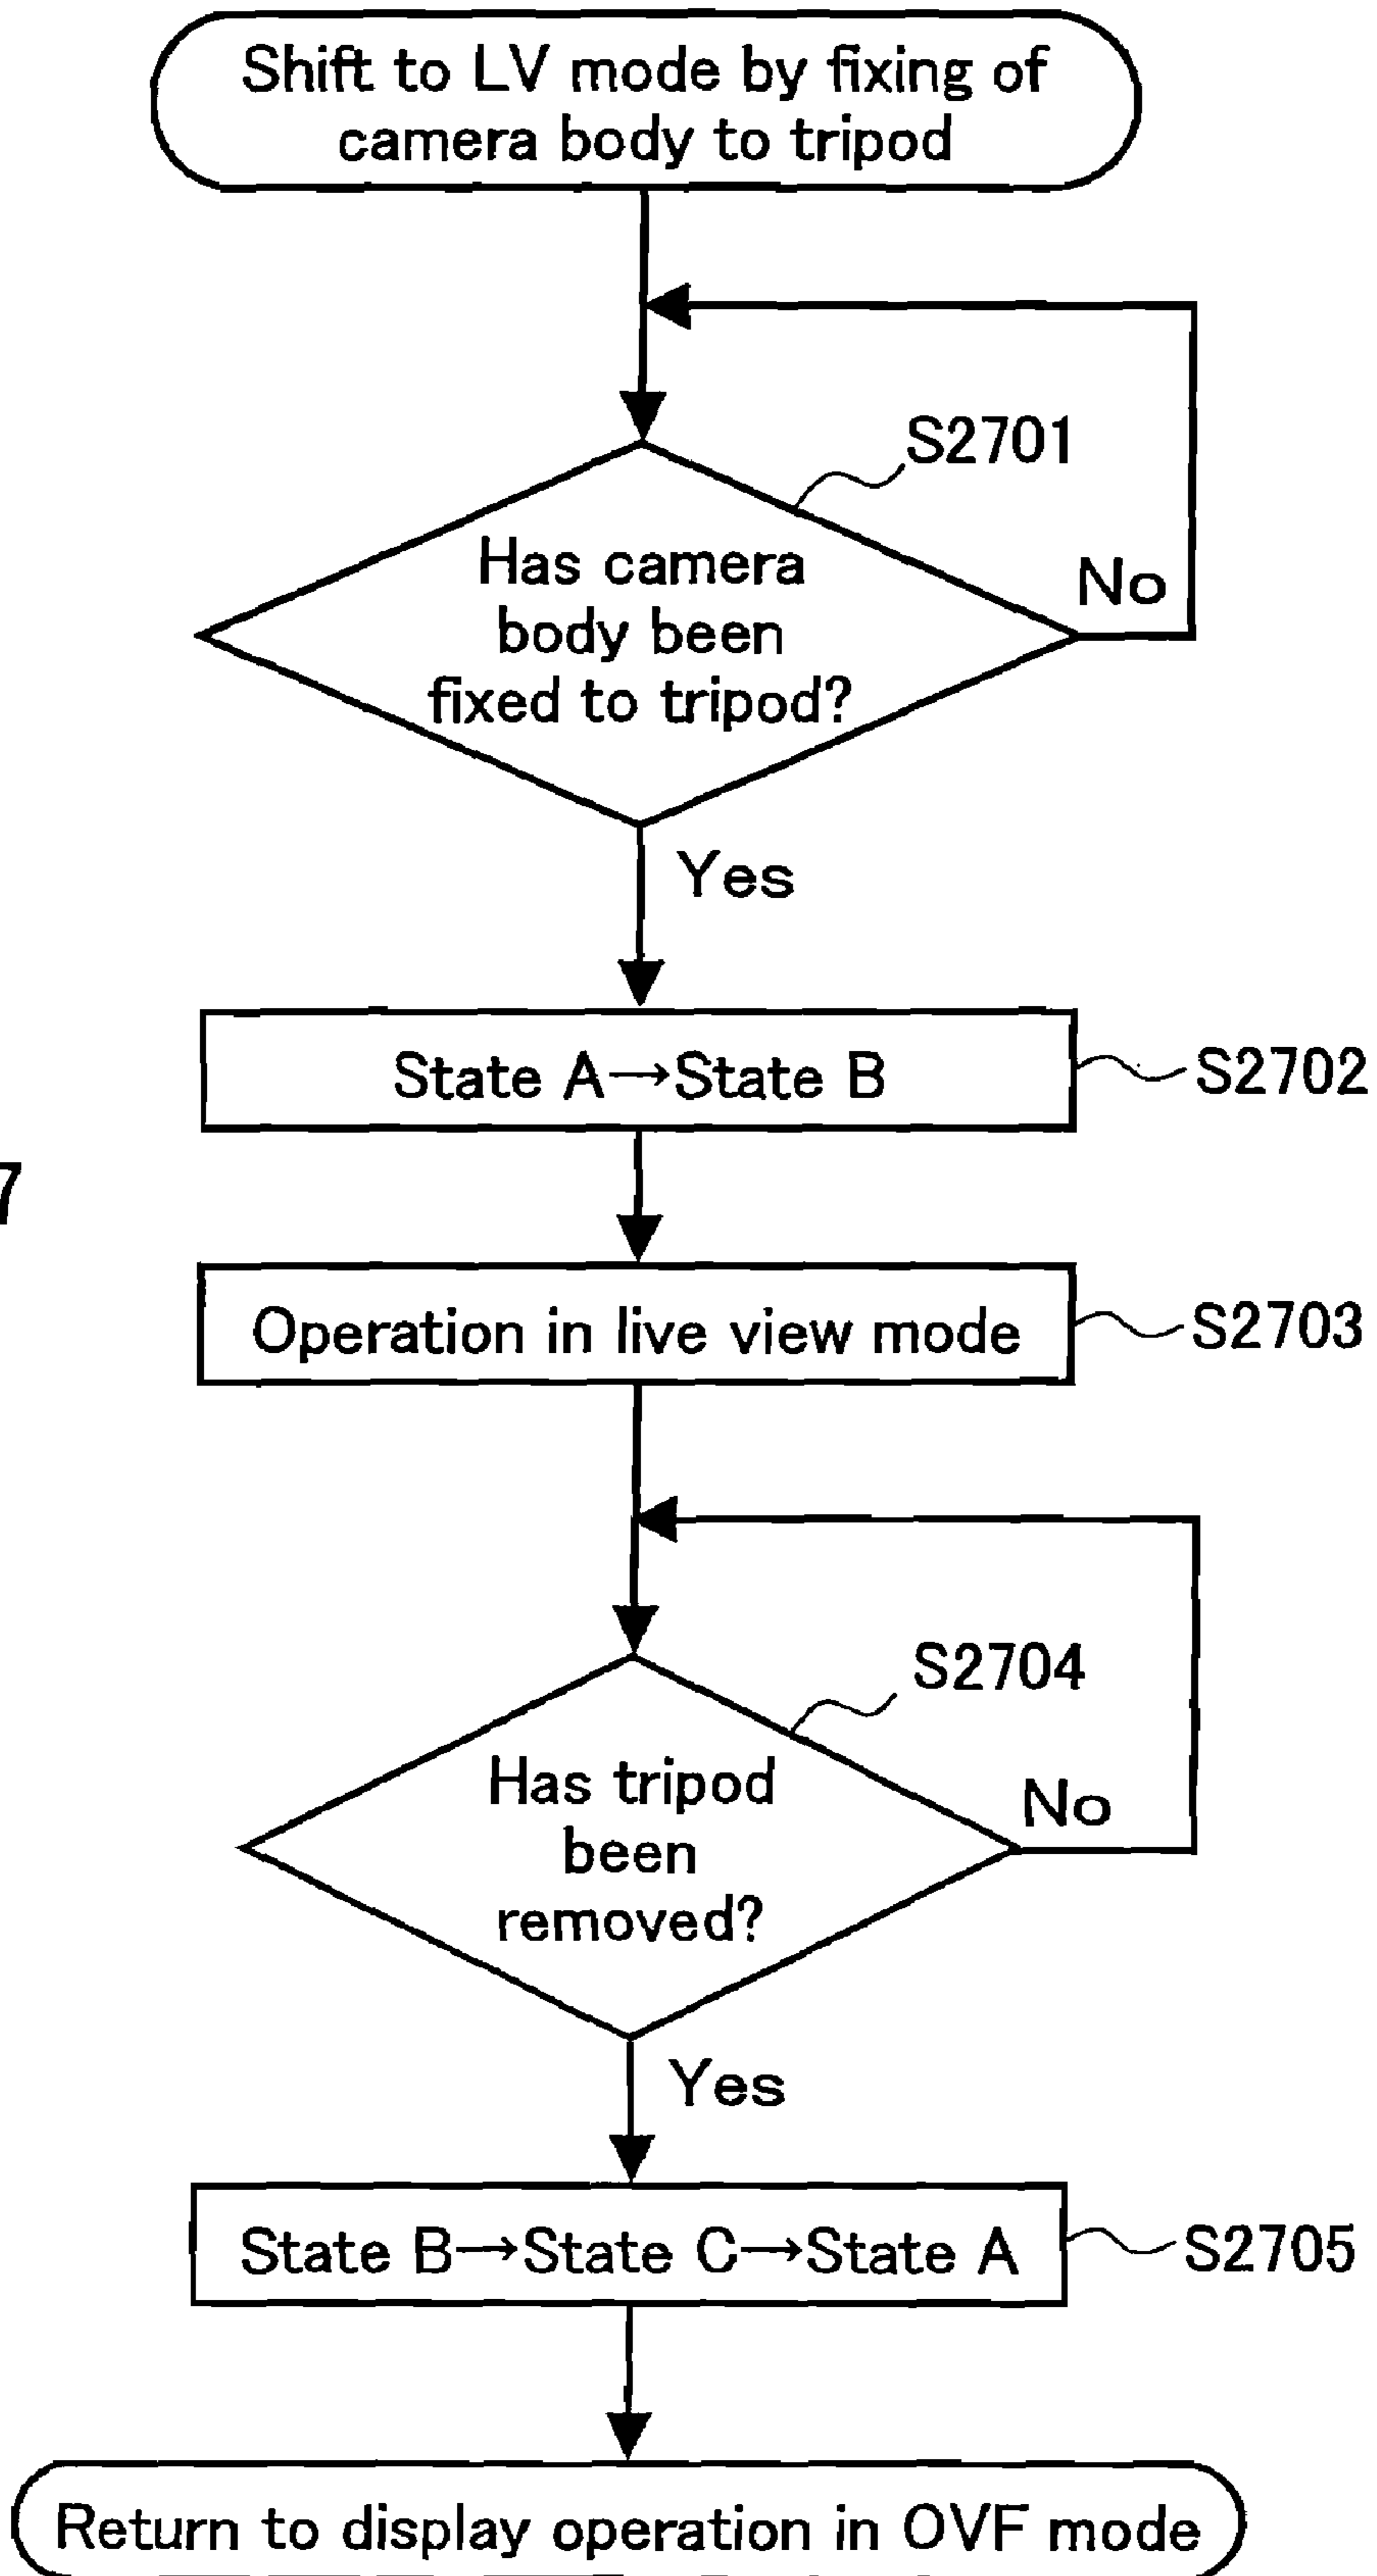 Shift to LV mode by fixing of
camera body to tripod
S2701
Has camera
body been
fixed to tripod?
No
Yes
State A→State B
S2702
7
Operation in live view mode
S2703
S2704
Has tripod
been
removed?
No
Yes
State B→State C→State A
S2705
Return to display operation in OVF mode